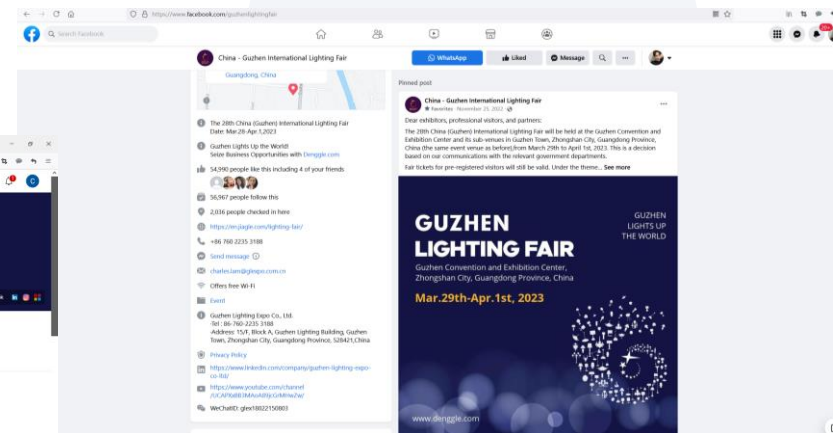 https://www.facebook.com/guzhenlightingfair
Search Facebook
China - Guzhen International Lighting Fair
WhatsApp
Liked
Message
Guangdong, China
The 28th China (Guzhen) International Lighting Fair
Date: Mar.28-Apr.1,2023
Guzhen Lights Up the World!
Seize Business Opportunities with Denggle.com!
54,990 people like this including 4 of your friends
56,967 people follow this
2,036 people checked in here
https://en.jiagle.com/lighting-fair/
+86 760 2235 3188
Send message
charles.lam@glexpo.com.cn
Offers free Wi-Fi
Event
Guzhen Lighting Expo Co., Ltd.
-Tel : 86-760-2235 3188
-Address: 15/F, Block A, Guzhen Lighting Building, Guzhen
Town, Zhongshan City, Guangdong Province, 528421,China
Privacy Policy
https://www.linkedin.com/company/guzhen-lighting-expo-
co-ltd/
https://www.youtube.com/channel
WeChatID: glex18022150803
Pinned post
China - Guzhen International Lighting Fair
Favorites · November 23, 2022
Dear exhibitors, professional visitors, and partners:
The 28th China (Guzhen) International Lighting Fair will be held at the Guzhen Convention and
Exhibition Center and its sub-venues in Guzhen Town, Zhongshan City, Guangdong Province,
China (the same event venue as before),from March 29th to April 1st, 2023. This is a decision
based on our communications with the relevant government departments.
Fair tickets for pre-registered visitors will still be valid. Under the theme... See more
GUZHEN
LIGHTING FAIR
GUZHEN
LIGHTS UP
THE WORLD
Guzhen Convention and Exhibition Center,
Zhongshan City, Guangdong Province, China
Mar.29th-Apr.1st, 2023
www.denggle.com
C